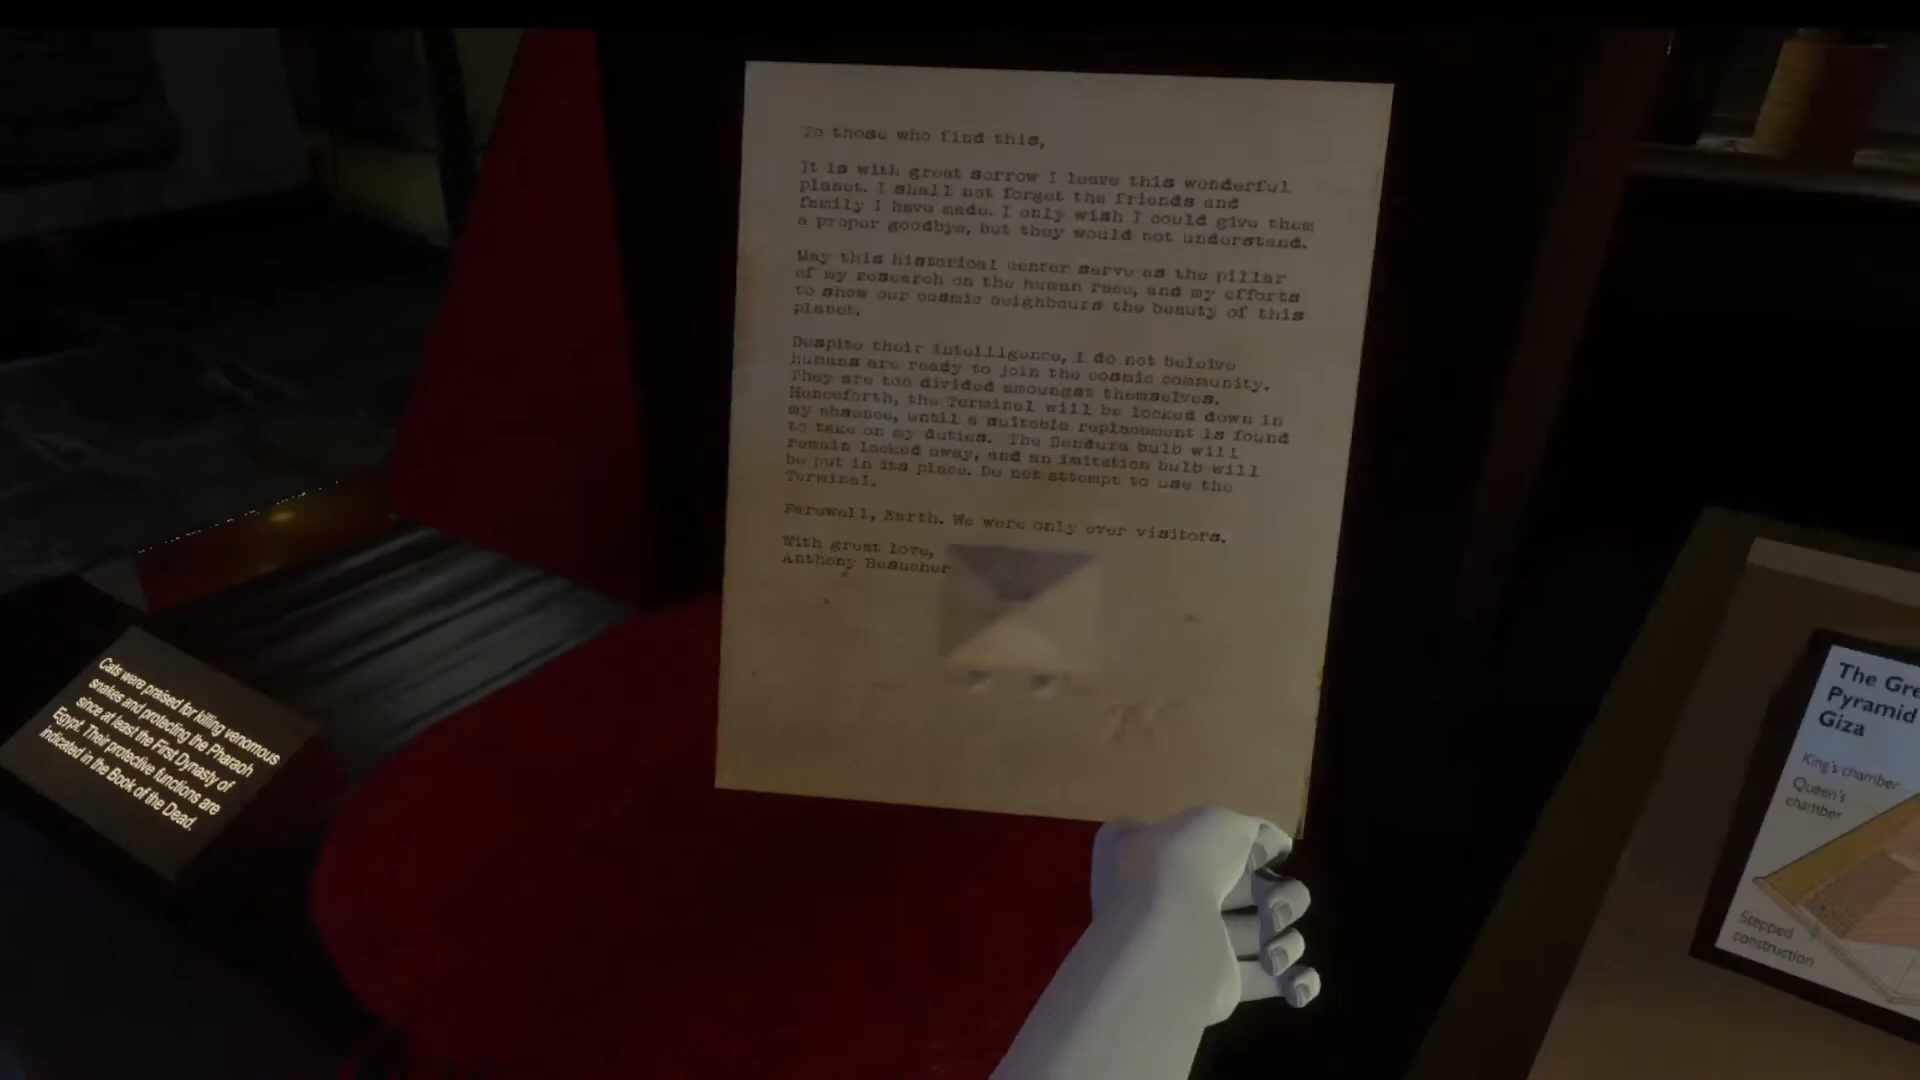 To those who find this,
It is with great sorrow I leave this wonderful
planet. I shall not forget the friends and
family I have made. I only wish I could give them
a proper goodbye, but they would not understand.
May this historical center serve as the pillar
of my research on the human race, and my efforts
to show our cosmic neighbours the beauty of this
planet.
Despite their intelligence, I do not beleive
humans are ready to join the cosmic community.
They are too divided amoungst themselves.
Henceforth, the Terminal will be locked down in
my absence, until a suitable replacement is found
to take on my duties. The Dendura bulb will
remain locked away, and an imitation bulb will
be put in its place. Do not attempt to use the
Terminal.
Farewell, Earth. We were only ever visitors.
With great love,
Anthony Besucher
Cats were praised for killing venomous
snakes and protecting the Pharaoh
since at least the First Dynasty of
Egypt. Their protective functions are
indicated in the Book of the Dead.
The Gre
Pyramid
Giza
King's chamber
Queen's
chamber
Stepped
construction